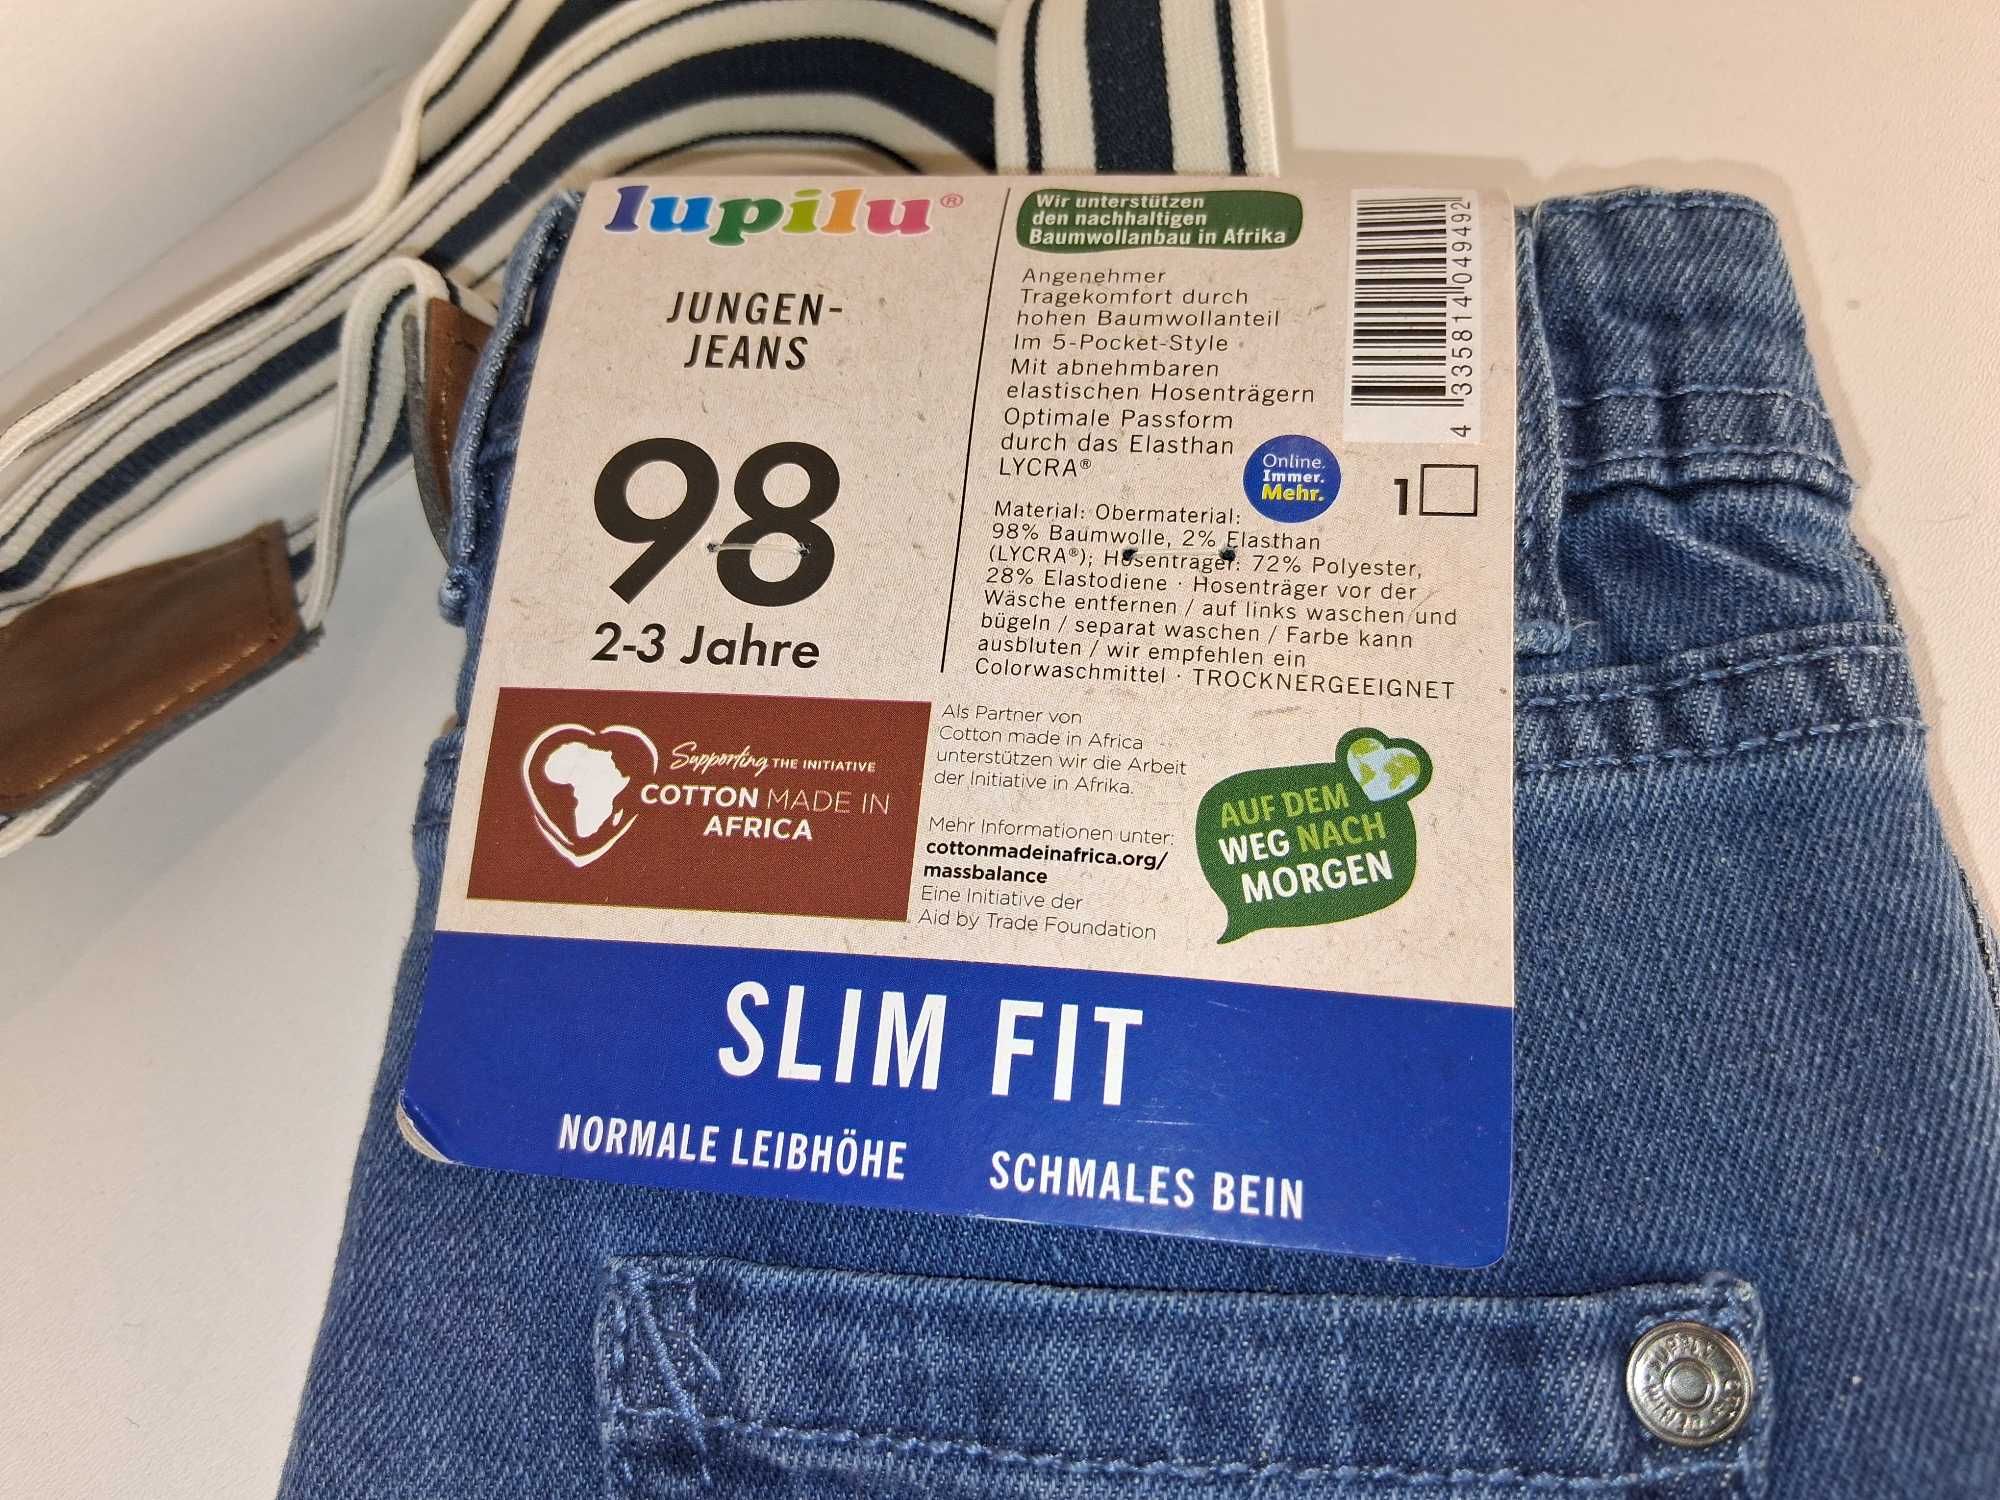 lupilu®
JUNGEN-
JEANS
98
2-3 Jahre
Wir unterstützen
den nachhaltigen
Baumwollanbau in Afrika
Angenehmer
Tragekomfort durch
hohen Baumwollanteil
Im 5-Pocket-Style
Mit abnehmbaren
elastischen Hosenträgern
Optimale Passform
durch das Elasthan
LYCRA®
Online.
Immer.
Mehr.
4 335814 049492
1
Material: Obermaterial:
98% Baumwolle, 2% Elasthan
(LYCRA®); Hosenträger: 72% Polyester,
28% Elastodiene · Hosenträger vor der
Wäsche entfernen / auf links waschen und
bügeln / separat waschen / Farbe kann
ausbluten / wir empfehlen ein
Colorwaschmittel · TROCKNERGEEIGNET
Supporting THE INITIATIVE
COTTON MADE IN
AFRICA
Als Partner von
Cotton made in Africa
unterstützen wir die Arbeit
der Initiative in Afrika.
Mehr Informationen unter:
cottonmadeinafrica.org/
massbalance
Eine Initiative der
Aid by Trade Foundation
AUF DEM
WEG NACH
MORGEN
SLIM FIT
NORMALE LEIBHÖHE
SCHMALES BEIN